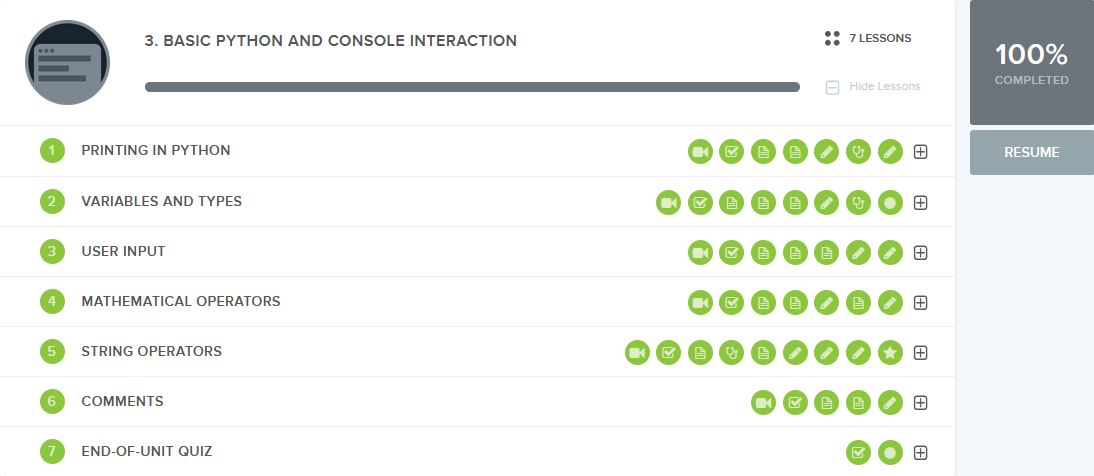 3. BASIC PYTHON AND CONSOLE INTERACTION
7 LESSONS
Hide Lessons
100%
COMPLETED
RESUME
1 PRINTING IN PYTHON
2 VARIABLES AND TYPES
3 USER INPUT
4 MATHEMATICAL OPERATORS
5 STRING OPERATORS
6 COMMENTS
7 END-OF-UNIT QUIZ